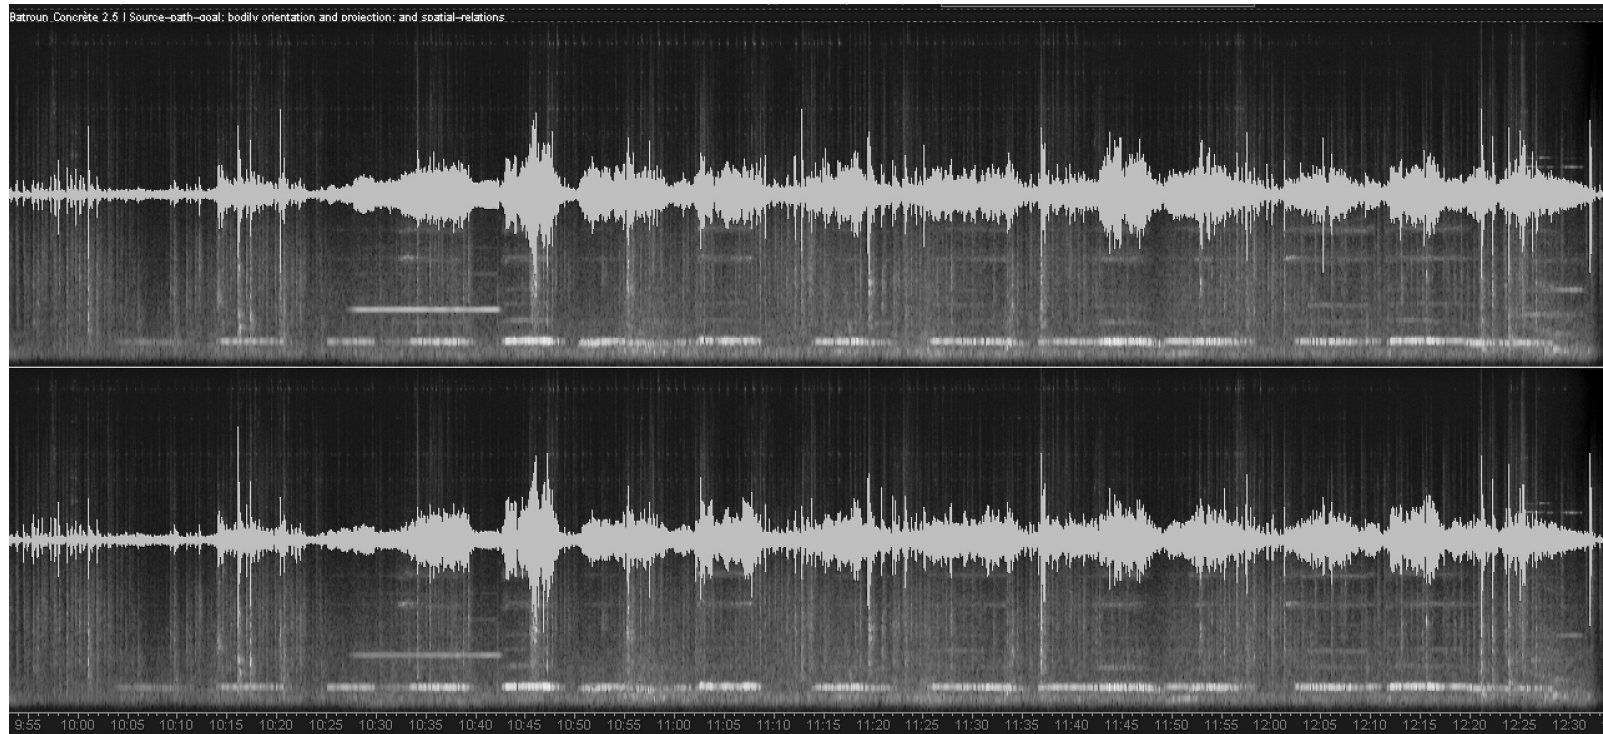 Batroun Concrète 2.5 | Source-path-goal; bodily orientation and projection; and spatial-relations
9:55 10:00 10:05 10:10 10:15 10:20 10:25 10:30 10:35 10:40 10:45 10:50 10:55 11:00 11:05 11:10 11:15 11:20 11:25 11:30 11:35 11:40 11:45 11:50 11:55 12:00 12:05 12:10 12:15 12:20 12:25 12:30